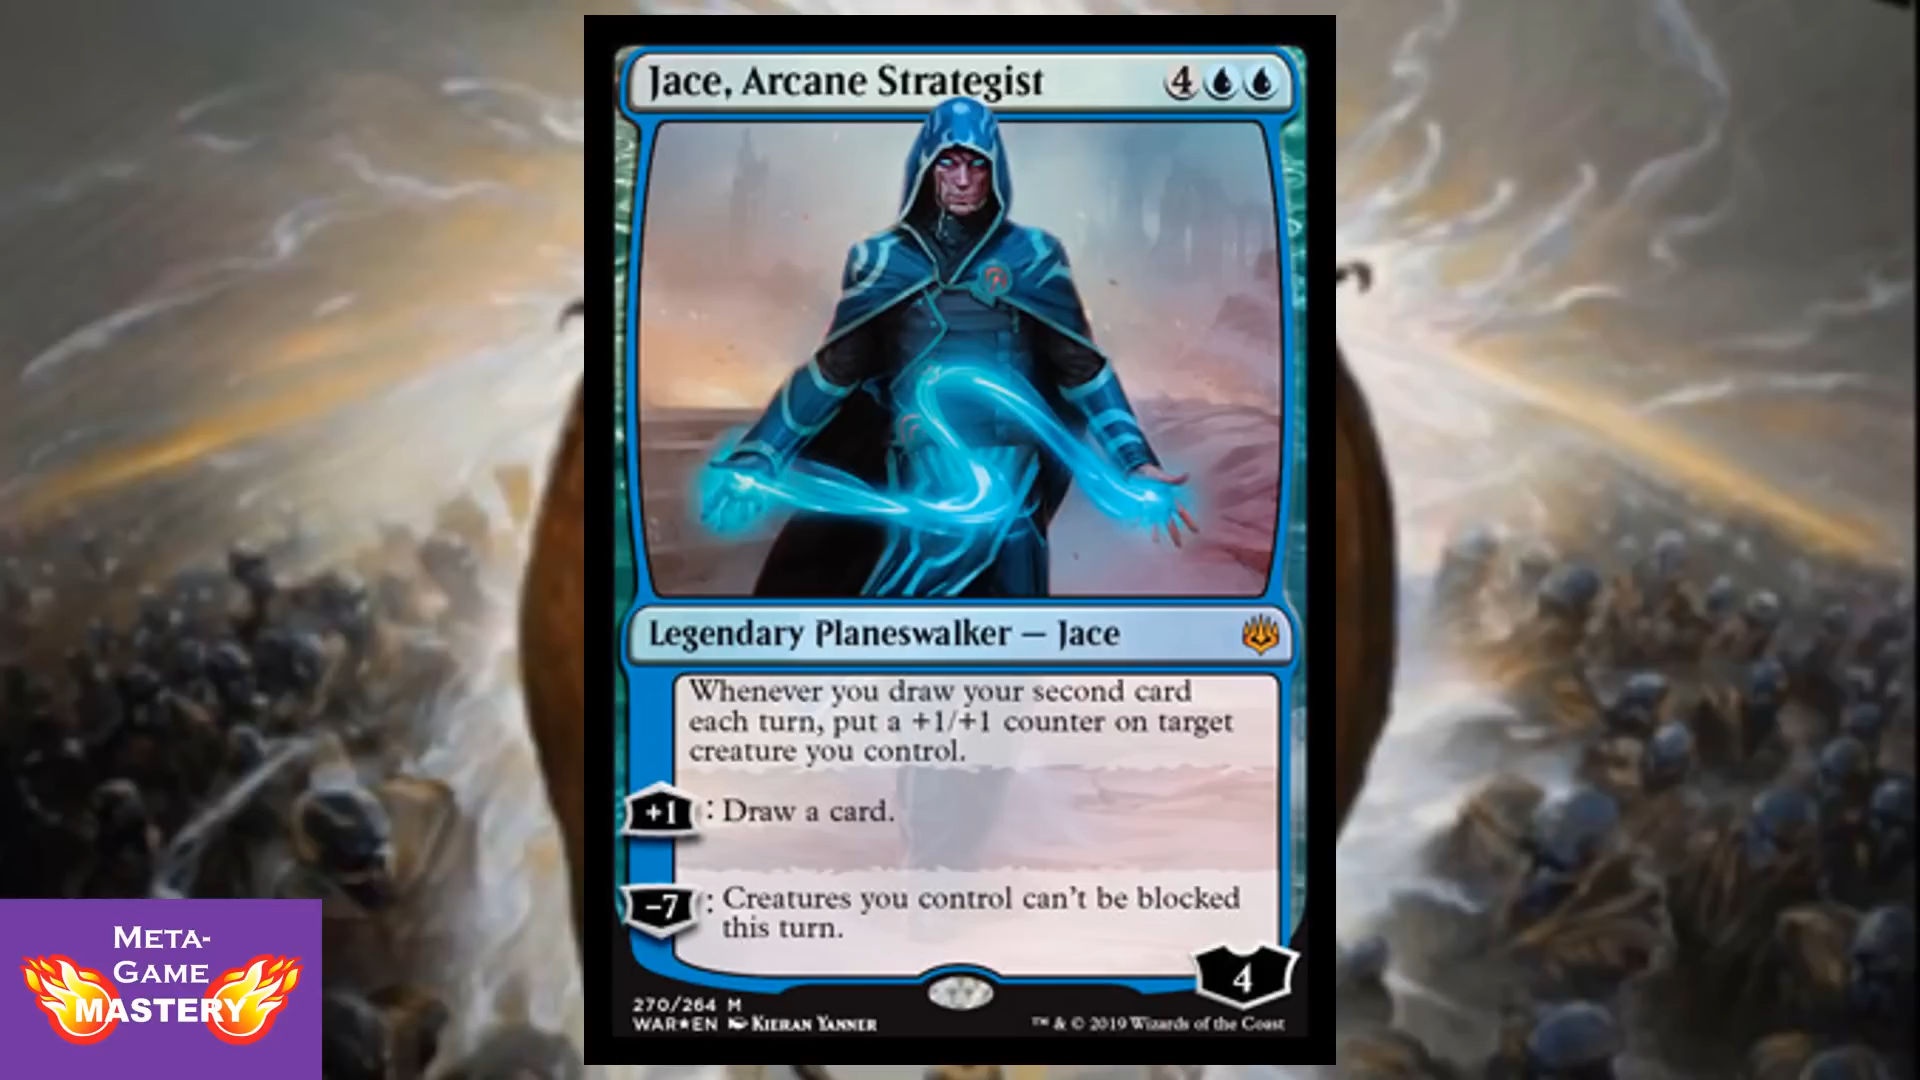 Jace, Arcane Strategist 4
Legendary Planeswalker — Jace
Whenever you draw your second card
each turn, put a +1/+1 counter on target
creature you control.
+1 : Draw a card.
−7 : Creatures you control can't be blocked
this turn.
4
270/264 M
WAR★EN Kieran Yanner
™ & © 2019 Wizards of the Coast
META-
GAME
MASTERY